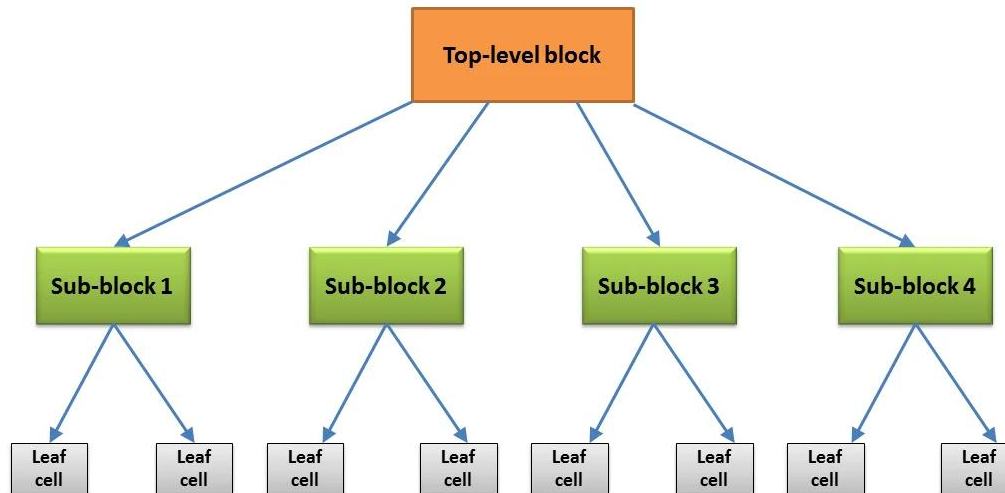 Top-level block
Sub-block 1
Sub-block 2
Sub-block 3
Sub-block 4
Leaf
cell
Leaf
cell
Leaf
cell
Leaf
cell
Leaf
cell
Leaf
cell
Leaf
cell
Leaf
cell